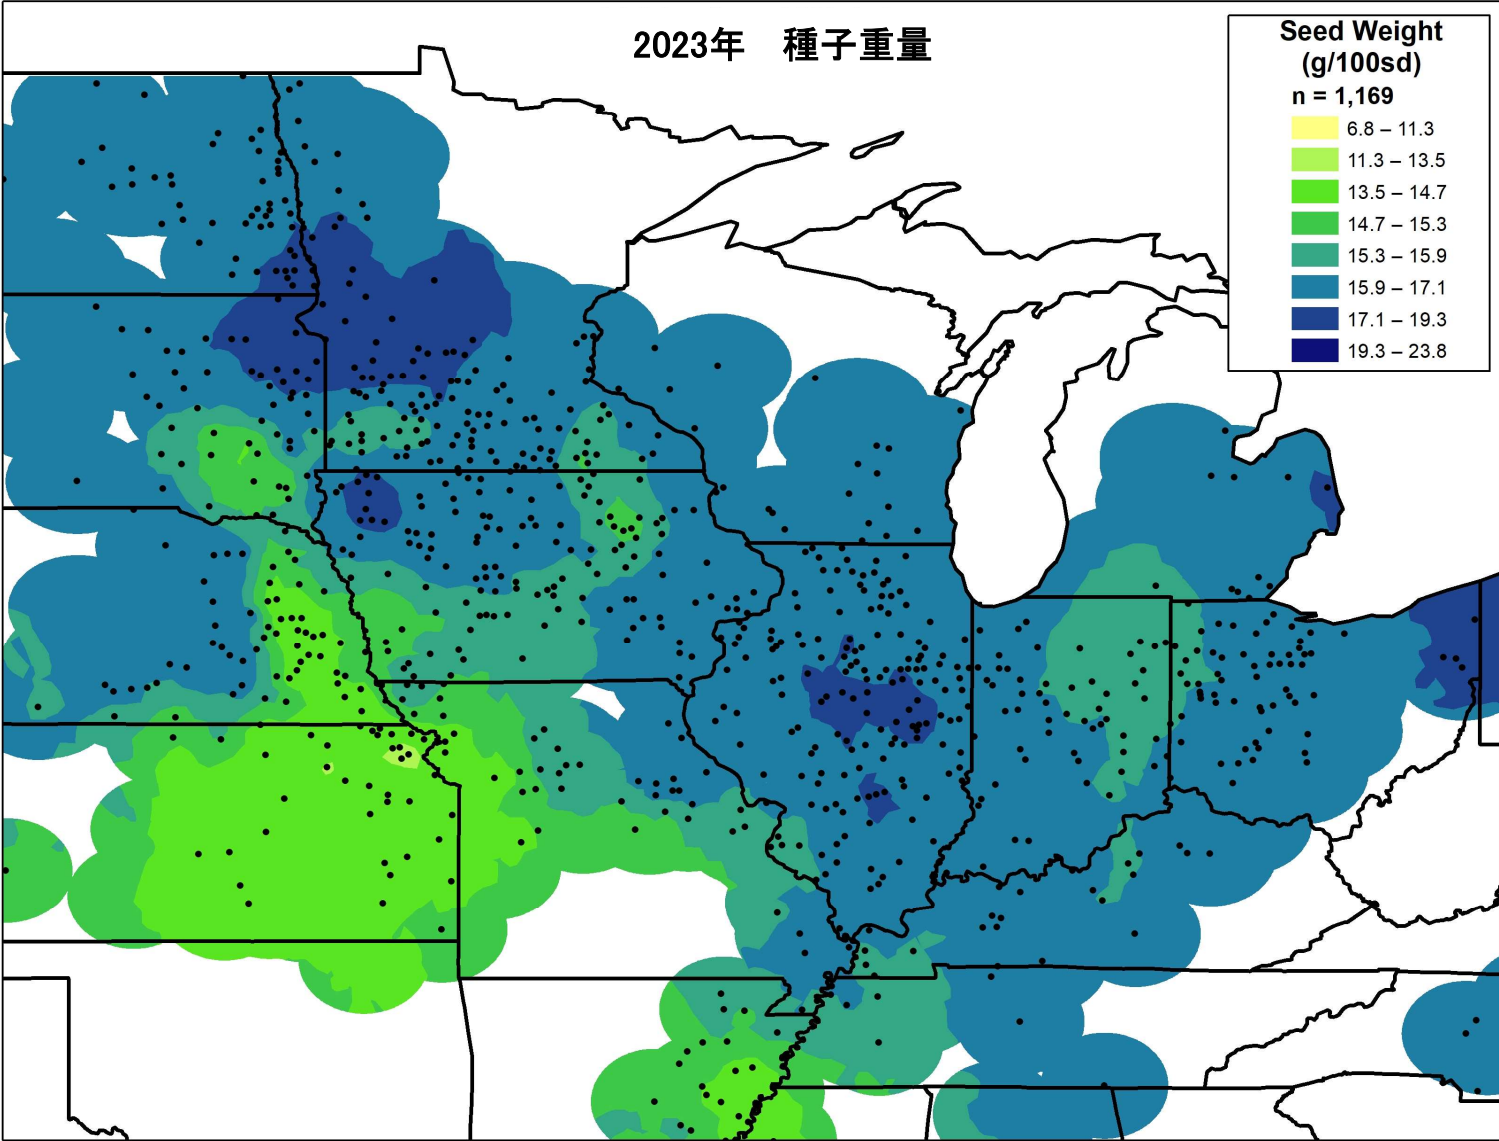 2023年　種子重量
Seed Weight
(g/100sd)
n = 1,169
6.8 – 11.3
11.3 – 13.5
13.5 – 14.7
14.7 – 15.3
15.3 – 15.9
15.9 – 17.1
17.1 – 19.3
19.3 – 23.8